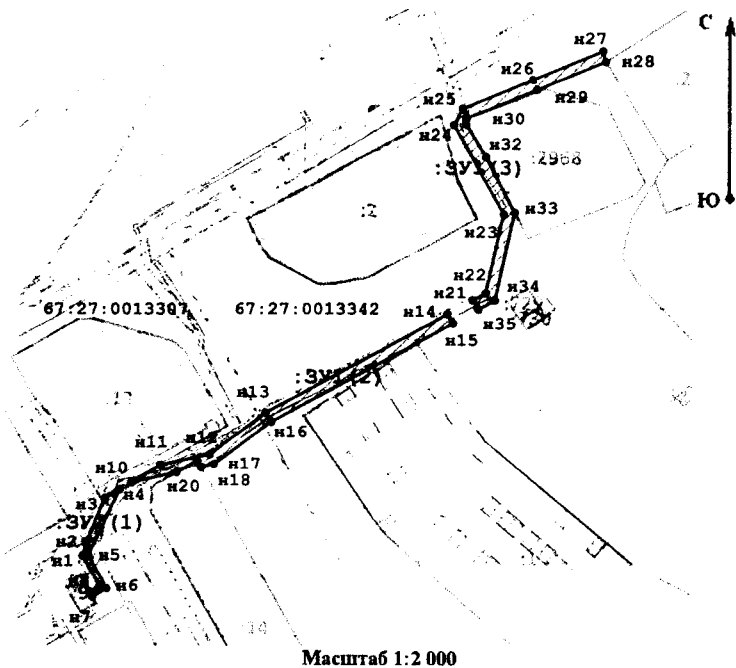 С
н27
н26
н28
н25
н29
н24
н30
н32
:2968
:ЗУ1(3)
н33
Ю
:2
н23
н22
н21
н34
67:27:0013307
67:27:0013342
н14
н35
н15
:ЗУ1(2)
н13
н16
н11
н12
н17
н10
н18
н4
н20
н3
:ЗУ1(1)
н2
н1
н5
н6
н7
Масштаб 1:2 000